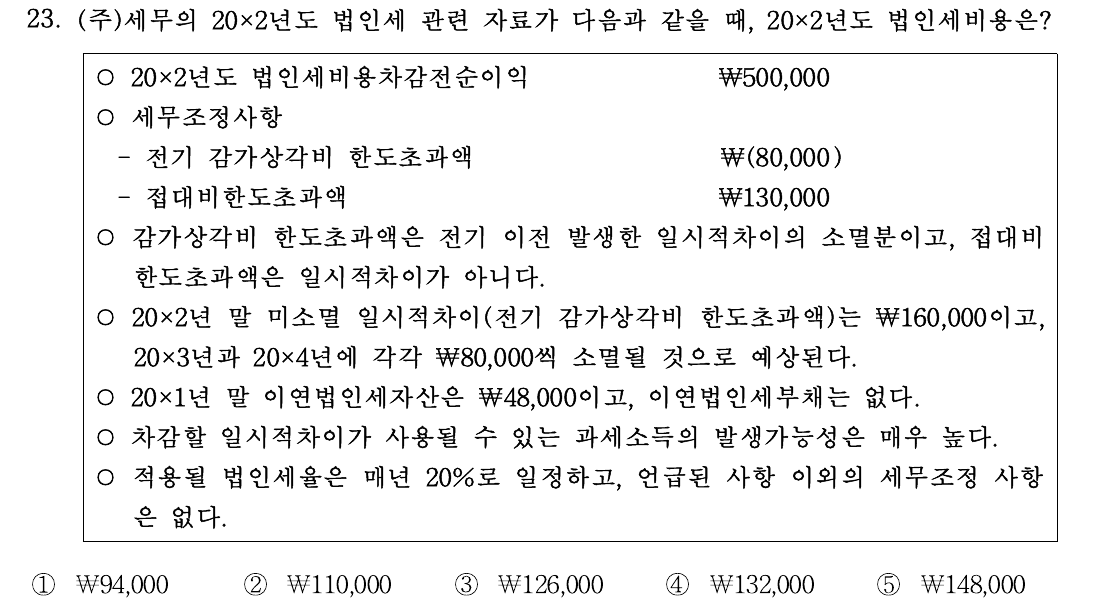 23. (주)세무의 20×2년도 법인세 관련 자료가 다음과 같을 때, 20×2년도 법인세비용은?
○ 20×2년도 법인세비용차감전순이익 ₩500,000
○ 세무조정사항
- 전기 감가상각비 한도초과액 ₩(80,000)
- 접대비한도초과액 ₩130,000
○ 감가상각비 한도초과액은 전기 이전 발생한 일시적차이의 소멸분이고, 접대비
한도초과액은 일시적차이가 아니다.
○ 20×2년 말 미소멸 일시적차이(전기 감가상각비 한도초과액)는 ₩160,000이고,
20×3년과 20×4년에 각각 ₩80,000씩 소멸될 것으로 예상된다.
○ 20×1년 말 이연법인세자산은 ₩48,000이고, 이연법인세부채는 없다.
○ 차감할 일시적차이가 사용될 수 있는 과세소득의 발생가능성은 매우 높다.
○ 적용될 법인세율은 매년 20%로 일정하고, 언급된 사항 이외의 세무조정 사항
은 없다.
① ₩94,000 ② ₩110,000 ③ ₩126,000 ④ ₩132,000 ⑤ ₩148,000